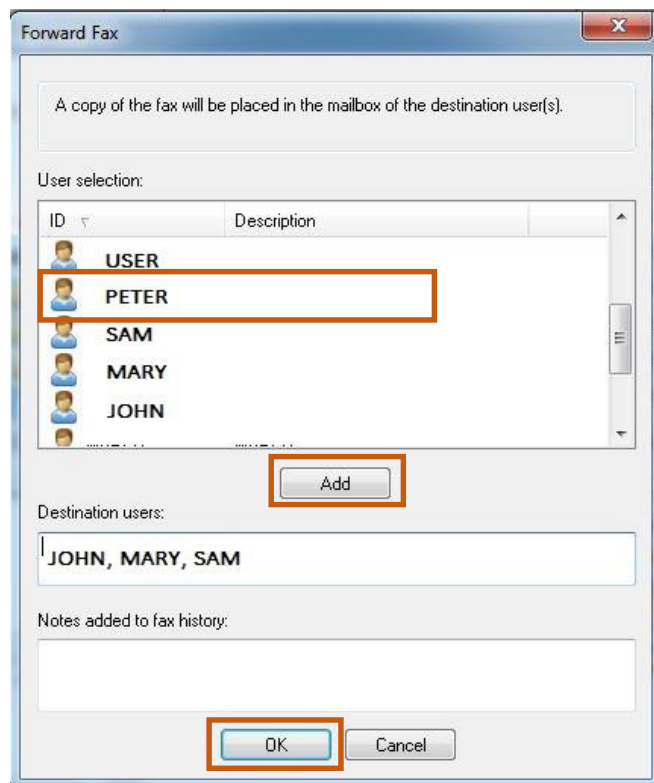 Forward Fax
A copy of the fax will be placed in the mailbox of the destination user(s).
User selection:
ID Description
USER
PETER
SAM
MARY
JOHN
Add
Destination users:
JOHN, MARY, SAM
Notes added to fax history:
OK Cancel